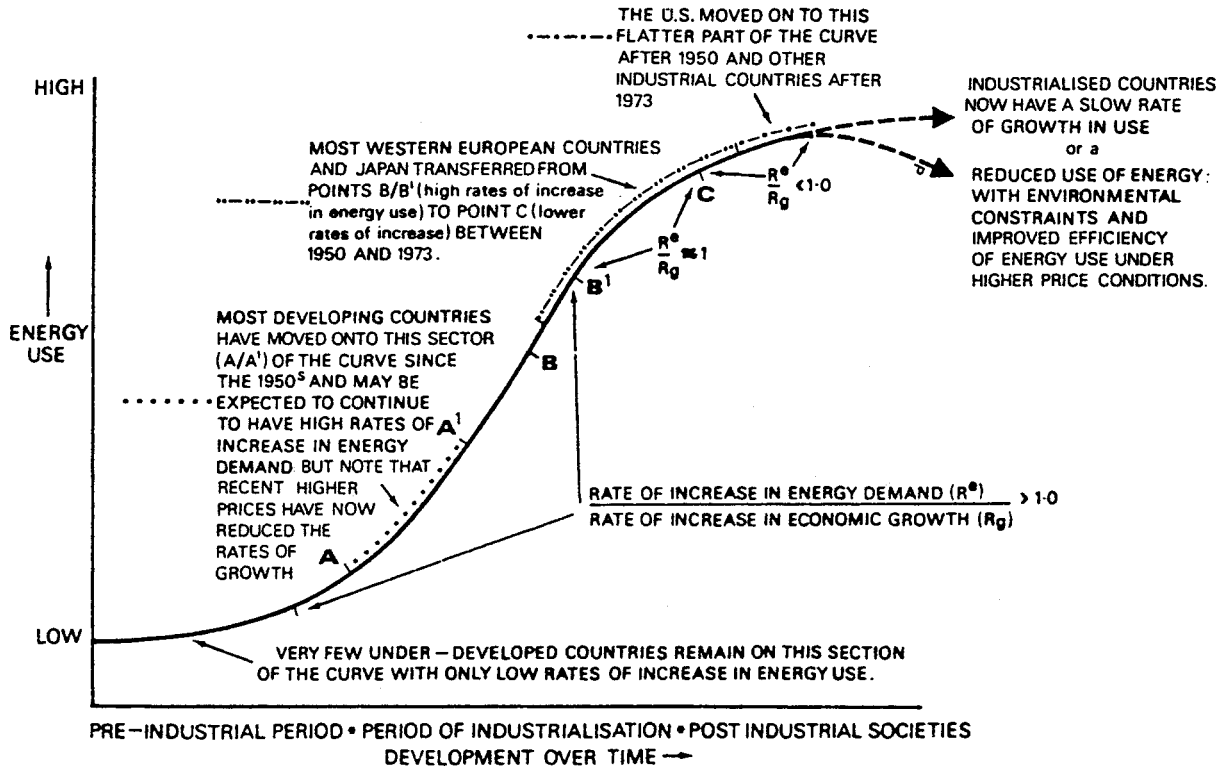 THE U.S. MOVED ON TO THIS
FLATTER PART OF THE CURVE
AFTER 1950 AND OTHER
INDUSTRIAL COUNTRIES AFTER
1973
HIGH
INDUSTRIALISED COUNTRIES
NOW HAVE A SLOW RATE
OF GROWTH IN USE
or a
REDUCED USE OF ENERGY:
WITH ENVIRONMENTAL
CONSTRAINTS AND
IMPROVED EFFICIENCY
OF ENERGY USE UNDER
HIGHER PRICE CONDITIONS.
MOST WESTERN EUROPEAN COUNTRIES
AND JAPAN TRANSFERRED FROM
POINTS B/B¹ (high rates of increase
in energy use) TO POINT C (lower
rates of increase) BETWEEN
1950 AND 1973.
C
Rᵉ
Rg
<1·0
Rᵉ
Rg
≈1
B¹
B
ENERGY
USE
MOST DEVELOPING COUNTRIES
HAVE MOVED ONTO THIS SECTOR
(A/A¹) OF THE CURVE SINCE
THE 1950ˢ AND MAY BE
EXPECTED TO CONTINUE
TO HAVE HIGH RATES OF
INCREASE IN ENERGY
DEMAND BUT NOTE THAT
RECENT HIGHER
PRICES HAVE NOW
REDUCED THE
RATES OF
GROWTH
A¹
A
RATE OF INCREASE IN ENERGY DEMAND (Rᵉ)
RATE OF INCREASE IN ECONOMIC GROWTH (Rg)
>1·0
LOW
VERY FEW UNDER—DEVELOPED COUNTRIES REMAIN ON THIS SECTION
OF THE CURVE WITH ONLY LOW RATES OF INCREASE IN ENERGY USE.
PRE—INDUSTRIAL PERIOD • PERIOD OF INDUSTRIALISATION • POST INDUSTRIAL SOCIETIES
DEVELOPMENT OVER TIME →